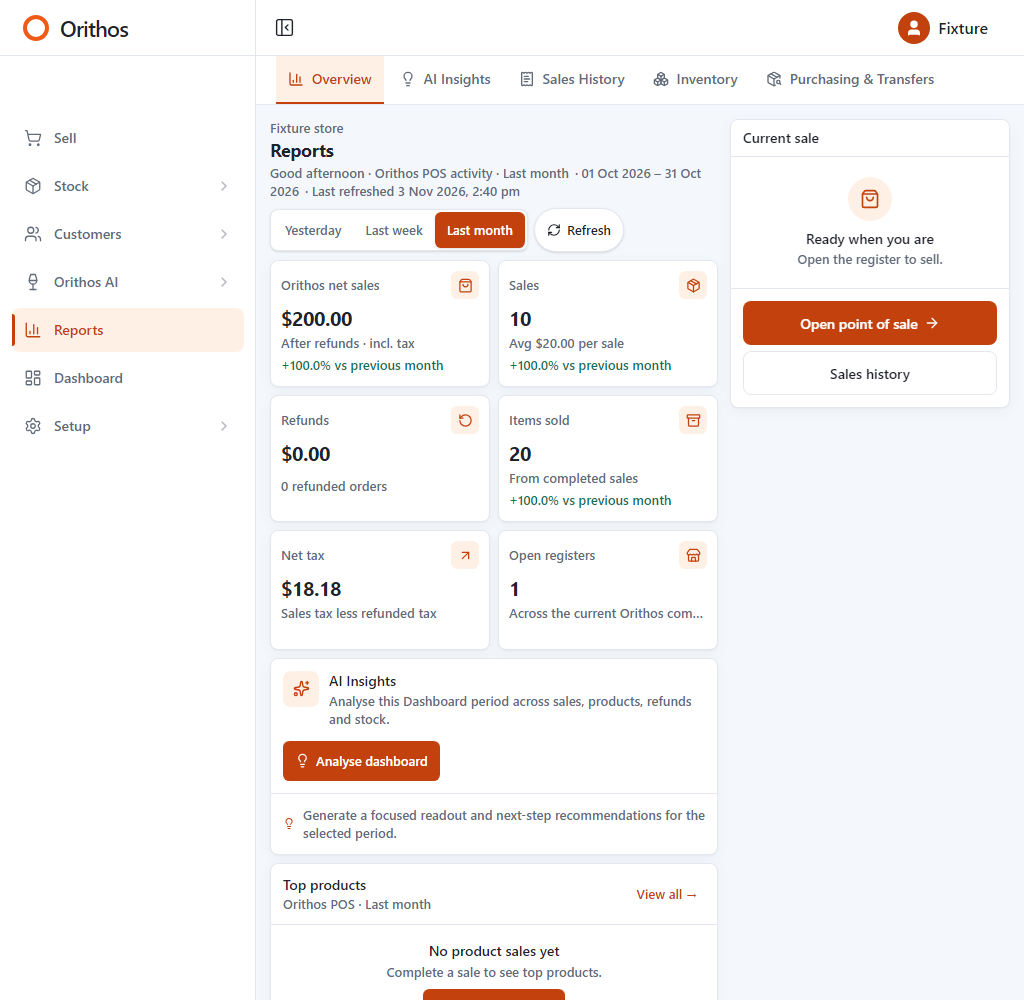 Orithos
Fixture
Overview
AI Insights
Sales History
Inventory
Purchasing & Transfers
Sell
Stock
Customers
Orithos AI
Reports
Dashboard
Setup
Fixture store
Reports
Good afternoon · Orithos POS activity · Last month · 01 Oct 2026 – 31 Oct
2026 · Last refreshed 3 Nov 2026, 2:40 pm
Yesterday
Last week
Last month
Refresh
Orithos net sales
$200.00
After refunds · incl. tax
+100.0% vs previous month
Sales
10
Avg $20.00 per sale
+100.0% vs previous month
Refunds
$0.00
0 refunded orders
Items sold
20
From completed sales
+100.0% vs previous month
Net tax
$18.18
Sales tax less refunded tax
Open registers
1
Across the current Orithos com...
AI Insights
Analyse this Dashboard period across sales, products, refunds
and stock.
Analyse dashboard
Generate a focused readout and next-step recommendations for the
selected period.
Top products
Orithos POS · Last month
View all →
No product sales yet
Complete a sale to see top products.
Current sale
Ready when you are
Open the register to sell.
Open point of sale →
Sales history